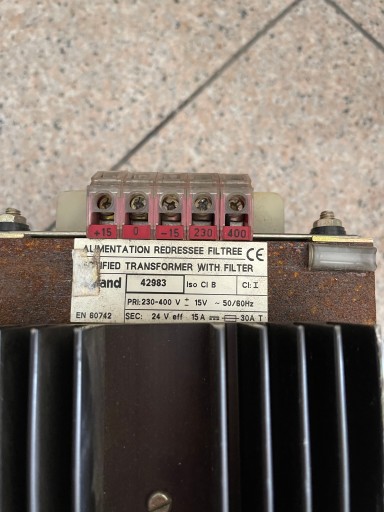 +15 0 -15 230 400
ALIMENTATION REDRESSEE FILTREE CE
TRANSFORMER WITH FILTER
42983 Iso Cl B Cl: I
PRI: 230-400 V ± 15V ~ 50/60Hz
EN 60742 SEC: 24 V eff 15A 30A T